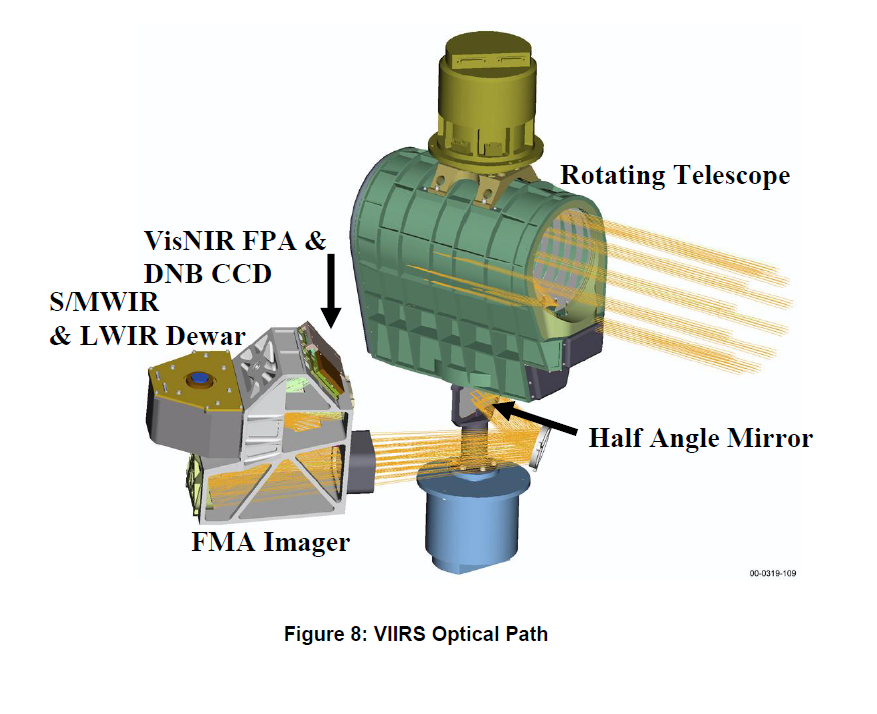 Rotating Telescope
VisNIR FPA &
DNB CCD
S/MWIR
& LWIR Dewar
Half Angle Mirror
FMA Imager
00-0319-109
Figure 8: VIIRS Optical Path